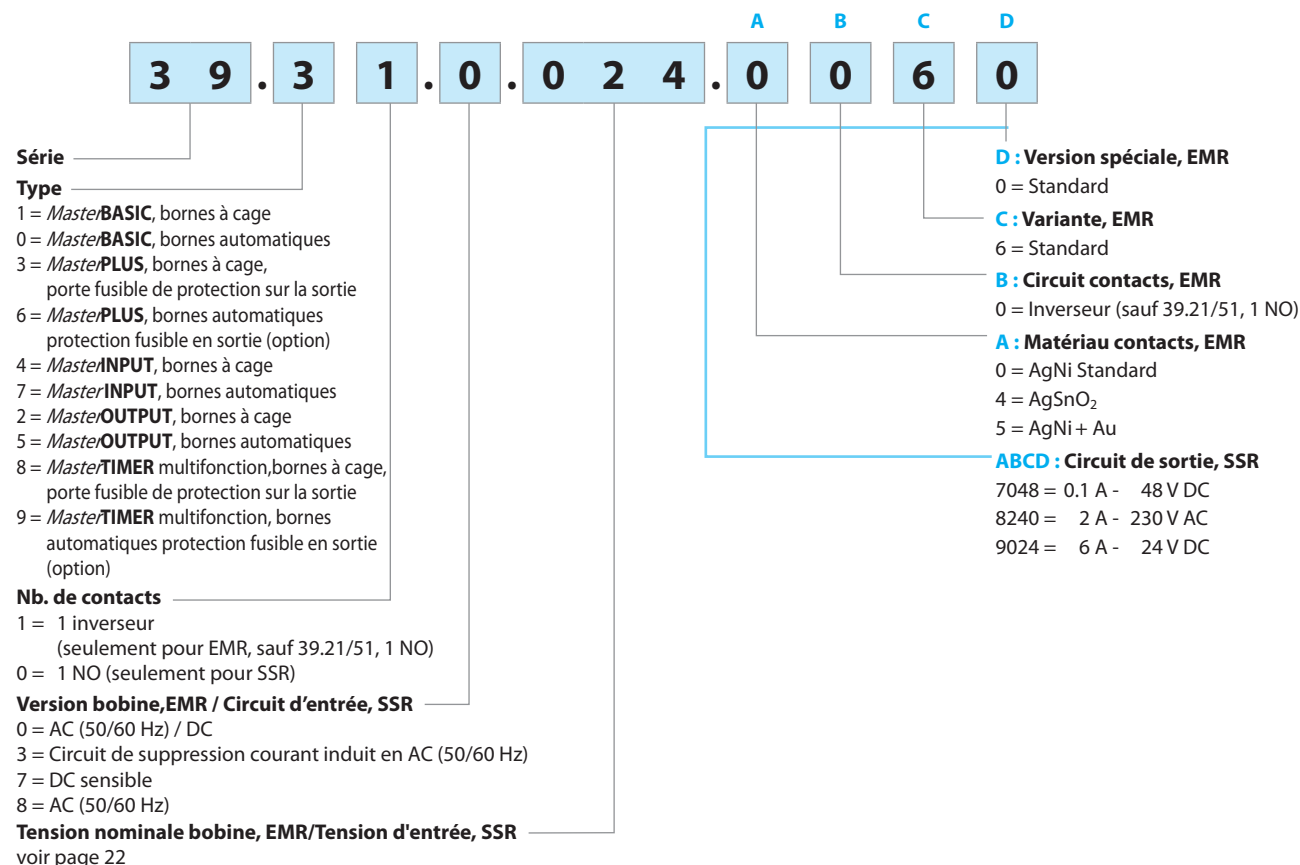 A B C D
3 9 . 3 1 . 0 . 0 2 4 . 0 0 6 0
Série
Type
1 = MasterBASIC, bornes à cage
0 = MasterBASIC, bornes automatiques
3 = MasterPLUS, bornes à cage,
porte fusible de protection sur la sortie
6 = MasterPLUS, bornes automatiques
protection fusible en sortie (option)
4 = MasterINPUT, bornes à cage
7 = Master INPUT, bornes automatiques
2 = MasterOUTPUT, bornes à cage
5 = MasterOUTPUT, bornes automatiques
8 = MasterTIMER multifonction,bornes à cage,
porte fusible de protection sur la sortie
9 = MasterTIMER multifonction, bornes
automatiques protection fusible en sortie
(option)
Nb. de contacts
1 = 1 inverseur
(seulement pour EMR, sauf 39.21/51, 1 NO)
0 = 1 NO (seulement pour SSR)
Version bobine,EMR / Circuit d’entrée, SSR
0 = AC (50/60 Hz) / DC
3 = Circuit de suppression courant induit en AC (50/60 Hz)
7 = DC sensible
8 = AC (50/60 Hz)
Tension nominale bobine, EMR/Tension d'entrée, SSR
voir page 22
D : Version spéciale, EMR
0 = Standard
C : Variante, EMR
6 = Standard
B : Circuit contacts, EMR
0 = Inverseur (sauf 39.21/51, 1 NO)
A : Matériau contacts, EMR
0 = AgNi Standard
4 = AgSnO₂
5 = AgNi + Au
ABCD : Circuit de sortie, SSR
7048 = 0.1 A - 48 V DC
8240 = 2 A - 230 V AC
9024 = 6 A - 24 V DC